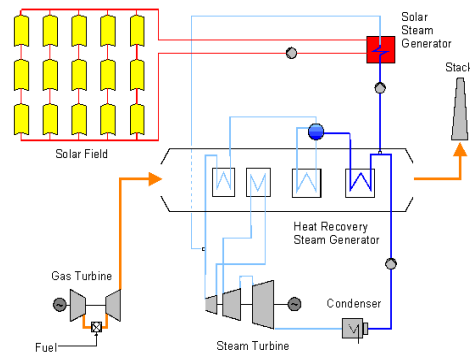 Solar
Steam
Generator
Stack
Solar Field
Heat Recovery
Steam Generator
Gas Turbine
Condenser
Fuel
Steam Turbine